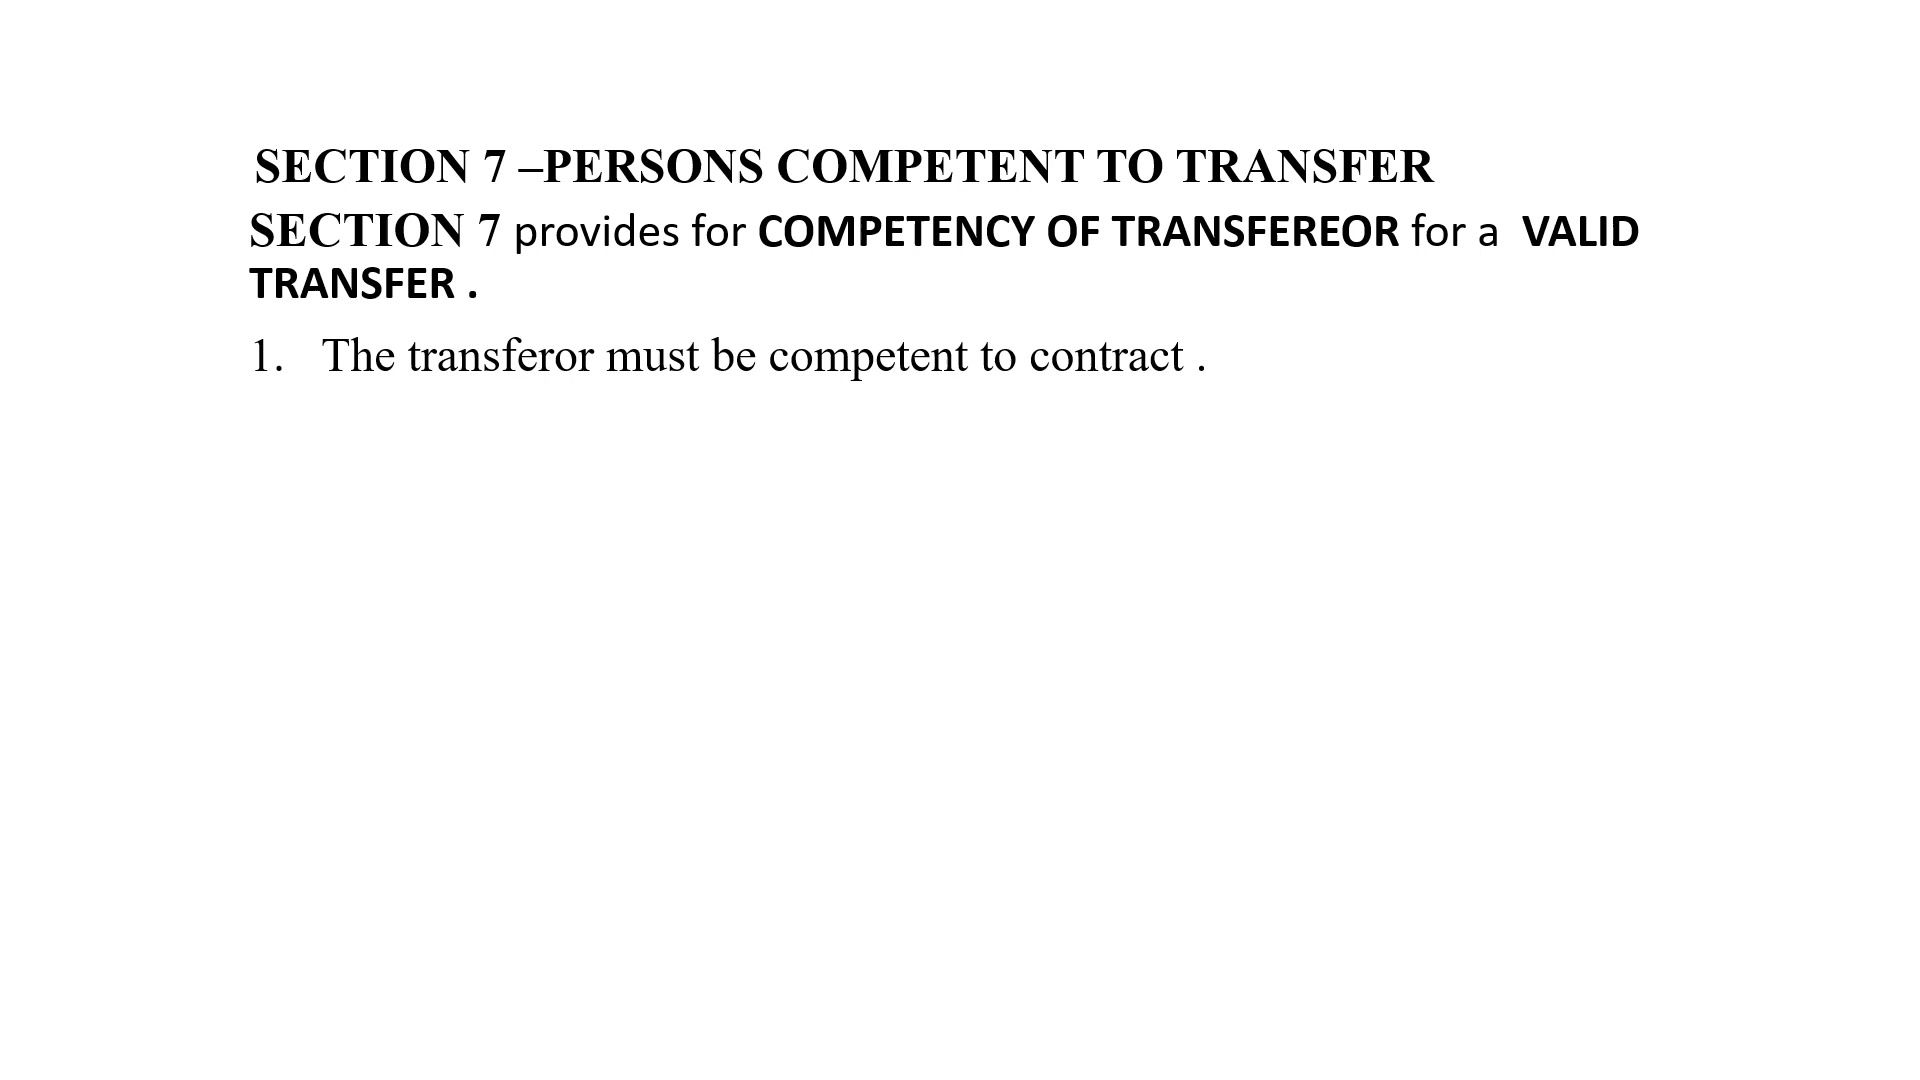 SECTION 7 –PERSONS COMPETENT TO TRANSFER
SECTION 7 provides for COMPETENCY OF TRANSFEREOR for a  VALID
TRANSFER .
1. The transferor must be competent to contract .